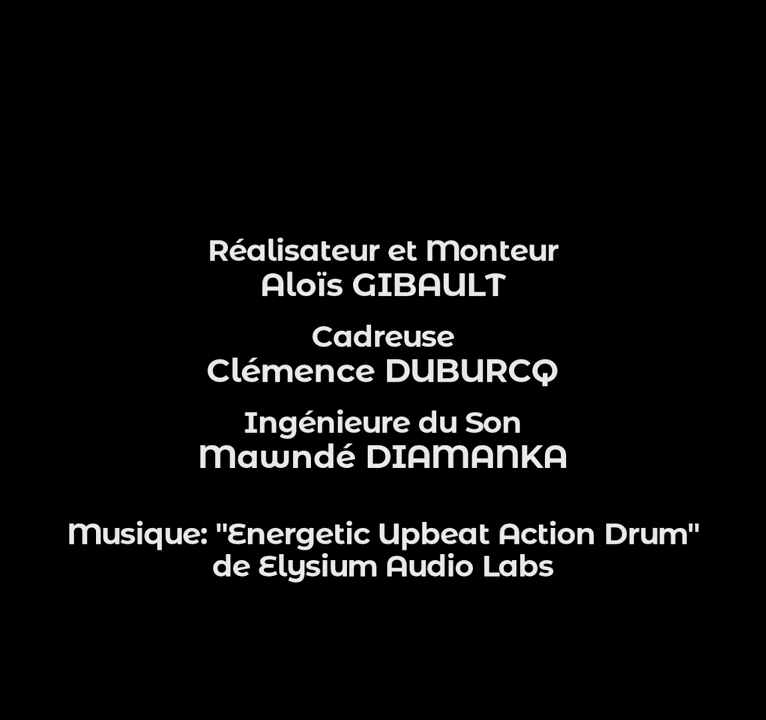 Réalisateur et Monteur
Aloïs GIBAULT
Cadreuse
Clémence DUBURCQ
Ingénieure du Son
Mawndé DIAMANKA
Musique: "Energetic Upbeat Action Drum"
de Elysium Audio Labs